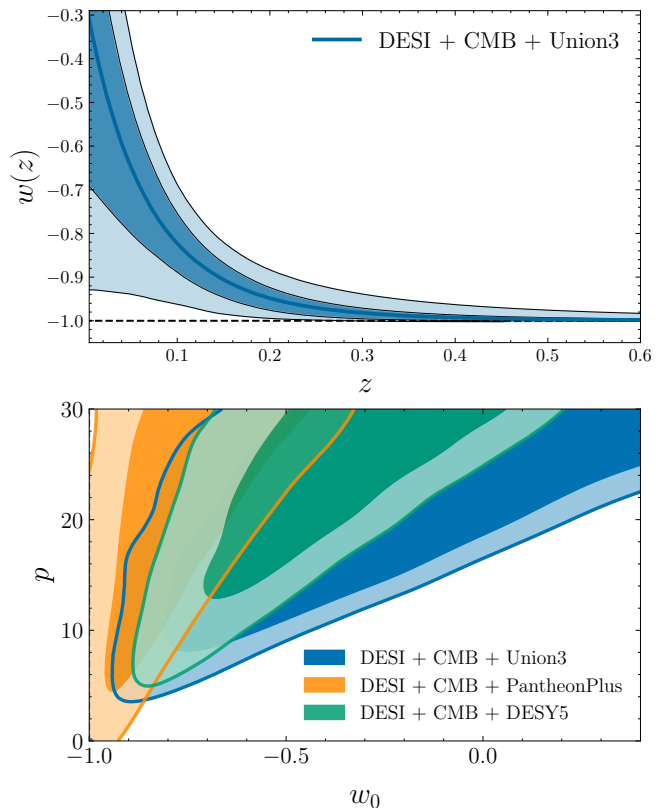 −0.3
DESI + CMB + Union3
−0.4
−0.5
−0.6
w(z)
−0.7
−0.8
−0.9
−1.0
0.1 0.2 0.3 0.4 0.5 0.6
z
30
20
p
10
DESI + CMB + Union3
DESI + CMB + PantheonPlus
DESI + CMB + DESY5
0
−1.0 −0.5 0.0
w₀